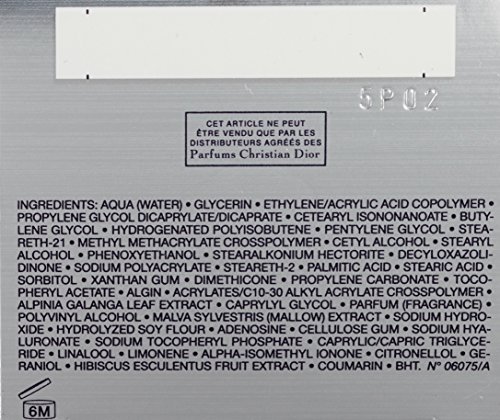 5P02
CET ARTICLE NE PEUT
ÊTRE VENDU QUE PAR LES
DISTRIBUTEURS AGRÉÉS DES
Parfums Christian Dior
INGREDIENTS: AQUA (WATER) • GLYCERIN • ETHYLENE/ACRYLIC ACID COPOLYMER •
PROPYLENE GLYCOL DICAPRYLATE/DICAPRATE • CETEARYL ISONONANOATE • BUTY-
LENE GLYCOL • HYDROGENATED POLYISOBUTENE • PENTYLENE GLYCOL • STEA-
RETH-21 • METHYL METHACRYLATE CROSSPOLYMER • CETYL ALCOHOL • STEARYL
ALCOHOL • PHENOXYETHANOL • STEARALKONIUM HECTORITE • DECYLOXAZOLI-
DINONE • SODIUM POLYACRYLATE • STEARETH-2 • PALMITIC ACID • STEARIC ACID •
SORBITOL • XANTHAN GUM • DIMETHICONE • PROPYLENE CARBONATE • TOCO-
PHERYL ACETATE • ALGIN • ACRYLATES/C10-30 ALKYL ACRYLATE CROSSPOLYMER •
ALPINIA GALANGA LEAF EXTRACT • CAPRYLYL GLYCOL • PARFUM (FRAGRANCE) •
POLYVINYL ALCOHOL • MALVA SYLVESTRIS (MALLOW) EXTRACT • SODIUM HYDRO-
XIDE • HYDROLYZED SOY FLOUR • ADENOSINE • CELLULOSE GUM • SODIUM HYA-
LURONATE • SODIUM TOCOPHERYL PHOSPHATE • CAPRYLIC/CAPRIC TRIGLYCE-
RIDE • LINALOOL • LIMONENE • ALPHA-ISOMETHYL IONONE • CITRONELLOL • GE-
RANIOL • HIBISCUS ESCULENTUS FRUIT EXTRACT • COUMARIN • BHT. N° 06075/A
6M